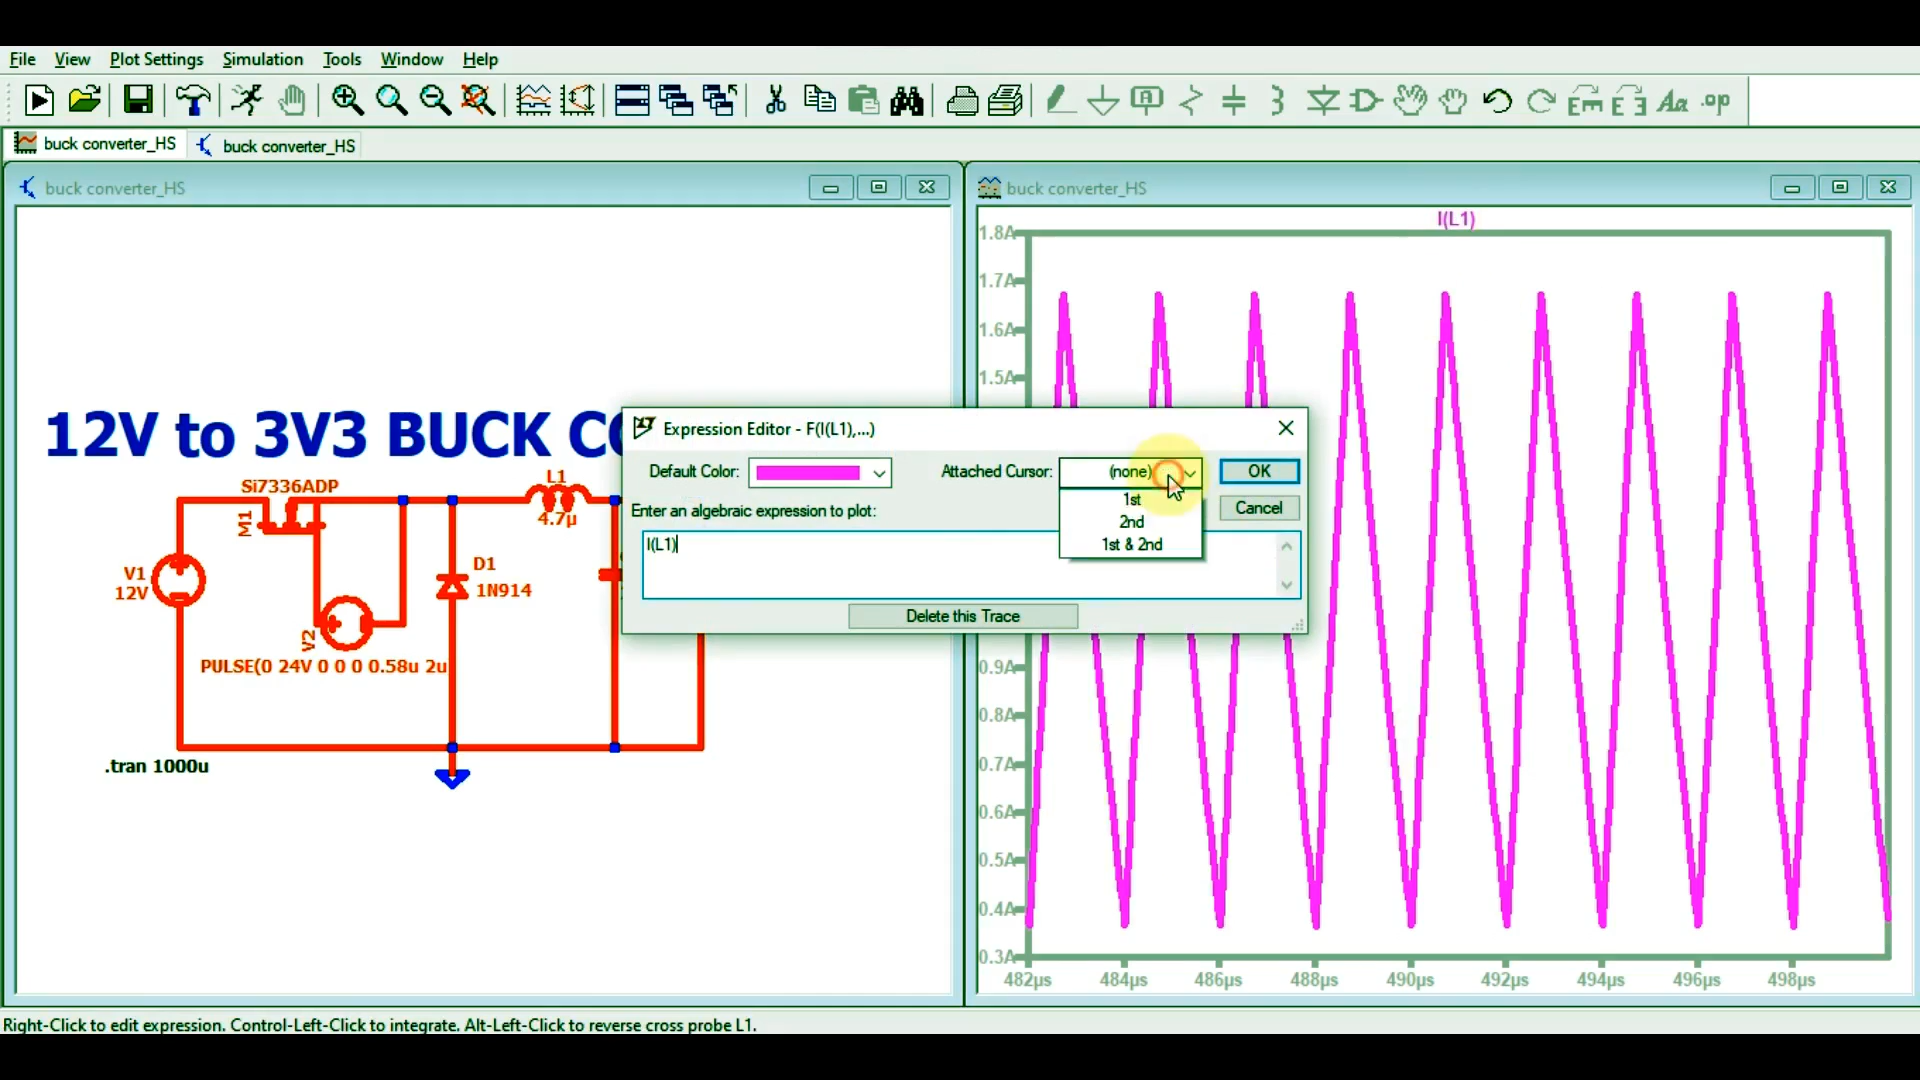 File View Plot Settings Simulation Tools Window Help
Aa .op
buck converter_HS buck converter_HS
buck converter_HS
buck converter_HS
I(L1)
1.8A
1.7A
1.6A
1.5A
0.9A
0.8A
0.7A
0.6A
0.5A
0.4A
0.3A
482µs 484µs 486µs 488µs 490µs 492µs 494µs 496µs 498µs
12V to 3V3 BUCK
Si7336ADP
M1
L1
4.7µ
V1
12V
D1
1N914
V2
PULSE(0 24V 0 0 0 0.58u 2u
.tran 1000u
Expression Editor - F(I(L1),...)
Default Color:
Attached Cursor: (none)
1st
2nd
1st & 2nd
OK
Cancel
Enter an algebraic expression to plot:
I(L1)
Delete this Trace
Right-Click to edit expression. Control-Left-Click to integrate. Alt-Left-Click to reverse cross probe L1.